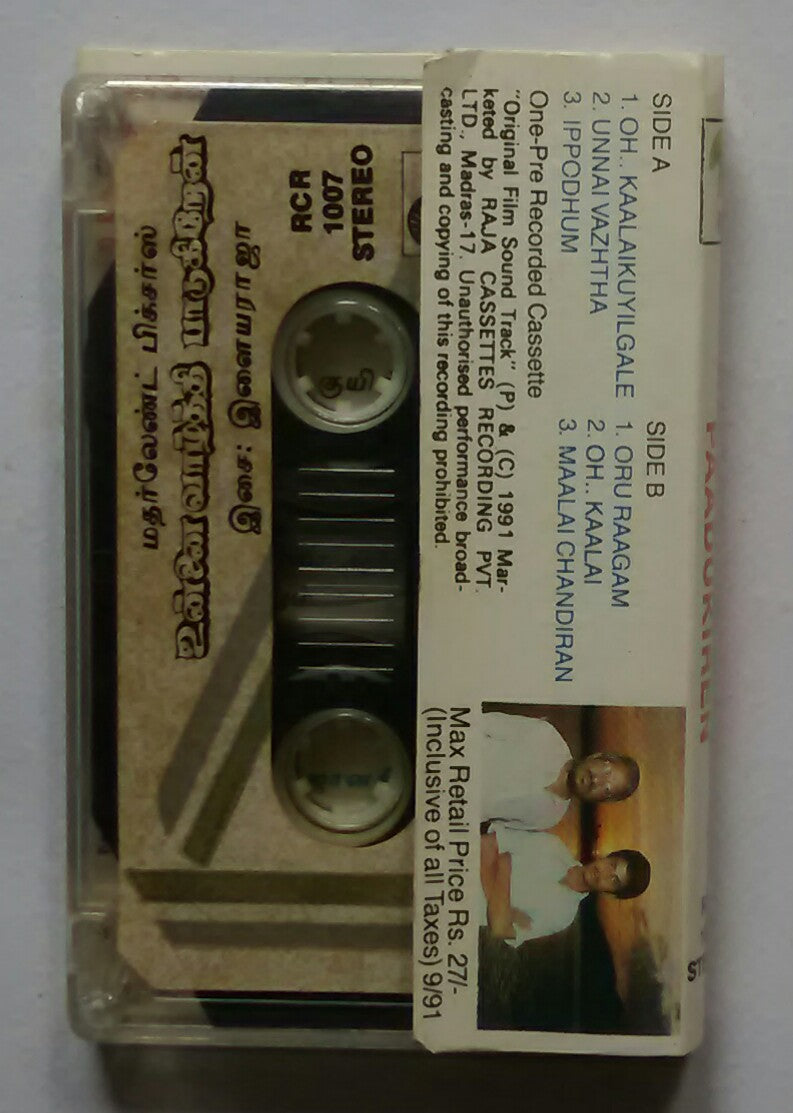 SIDE A
1. OH.. KAALAIKUYILGALE
2. UNNAI VAZHTHA
3. IPPODHUM
SIDE B
1. ORU RAAGAM
2. OH.. KAALAI
3. MAALAI CHANDIRAN
One-Pre Recorded Cassette
"Original Film Sound Track" (P) & (C) 1991 Mar-
keted by RAJA CASSETTES RECORDING PVT.
LTD., Madras-17. Unauthorised performance broad-
casting and copying of this recording prohibited.
Max Retail Price Rs. 27/-
(Inclusive of all Taxes) 9/91
RCR
1007
STEREO
இசை: இளையராஜா